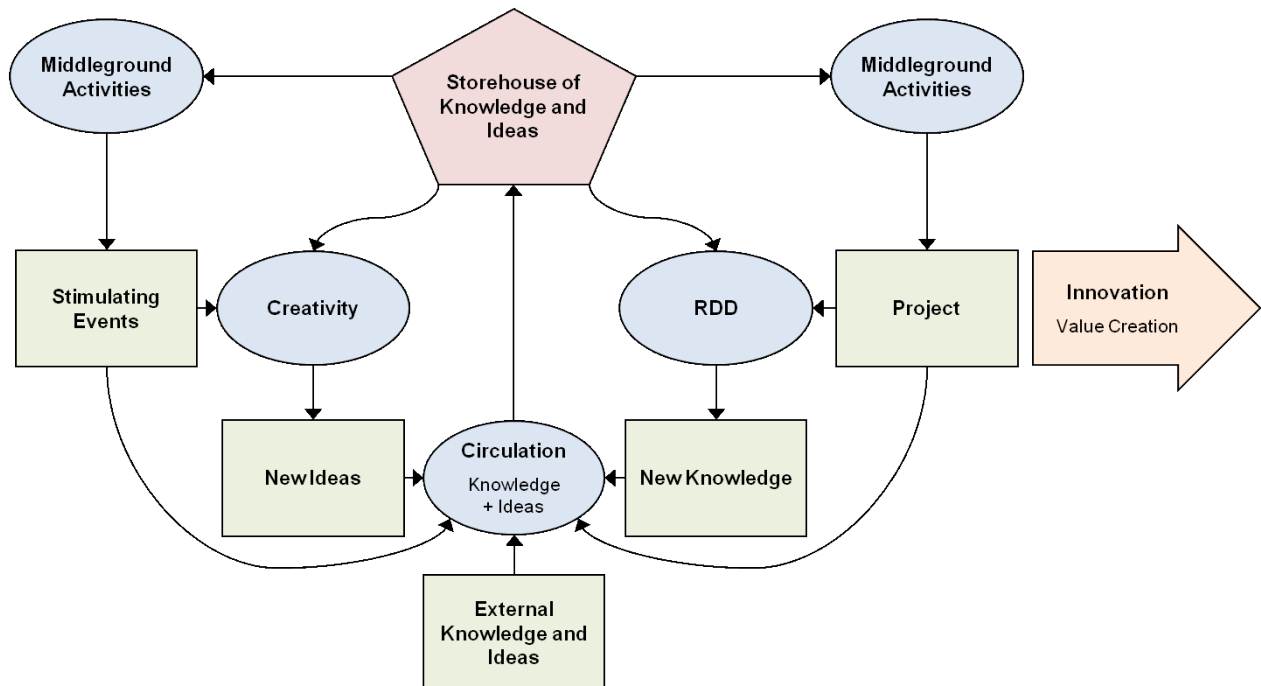 Middleground
Activities
Storehouse of
Knowledge and
Ideas
Middleground
Activities
Stimulating
Events
Creativity
RDD
Project
Innovation
Value Creation
New Ideas
Circulation
Knowledge
+ Ideas
New Knowledge
External
Knowledge and
Ideas